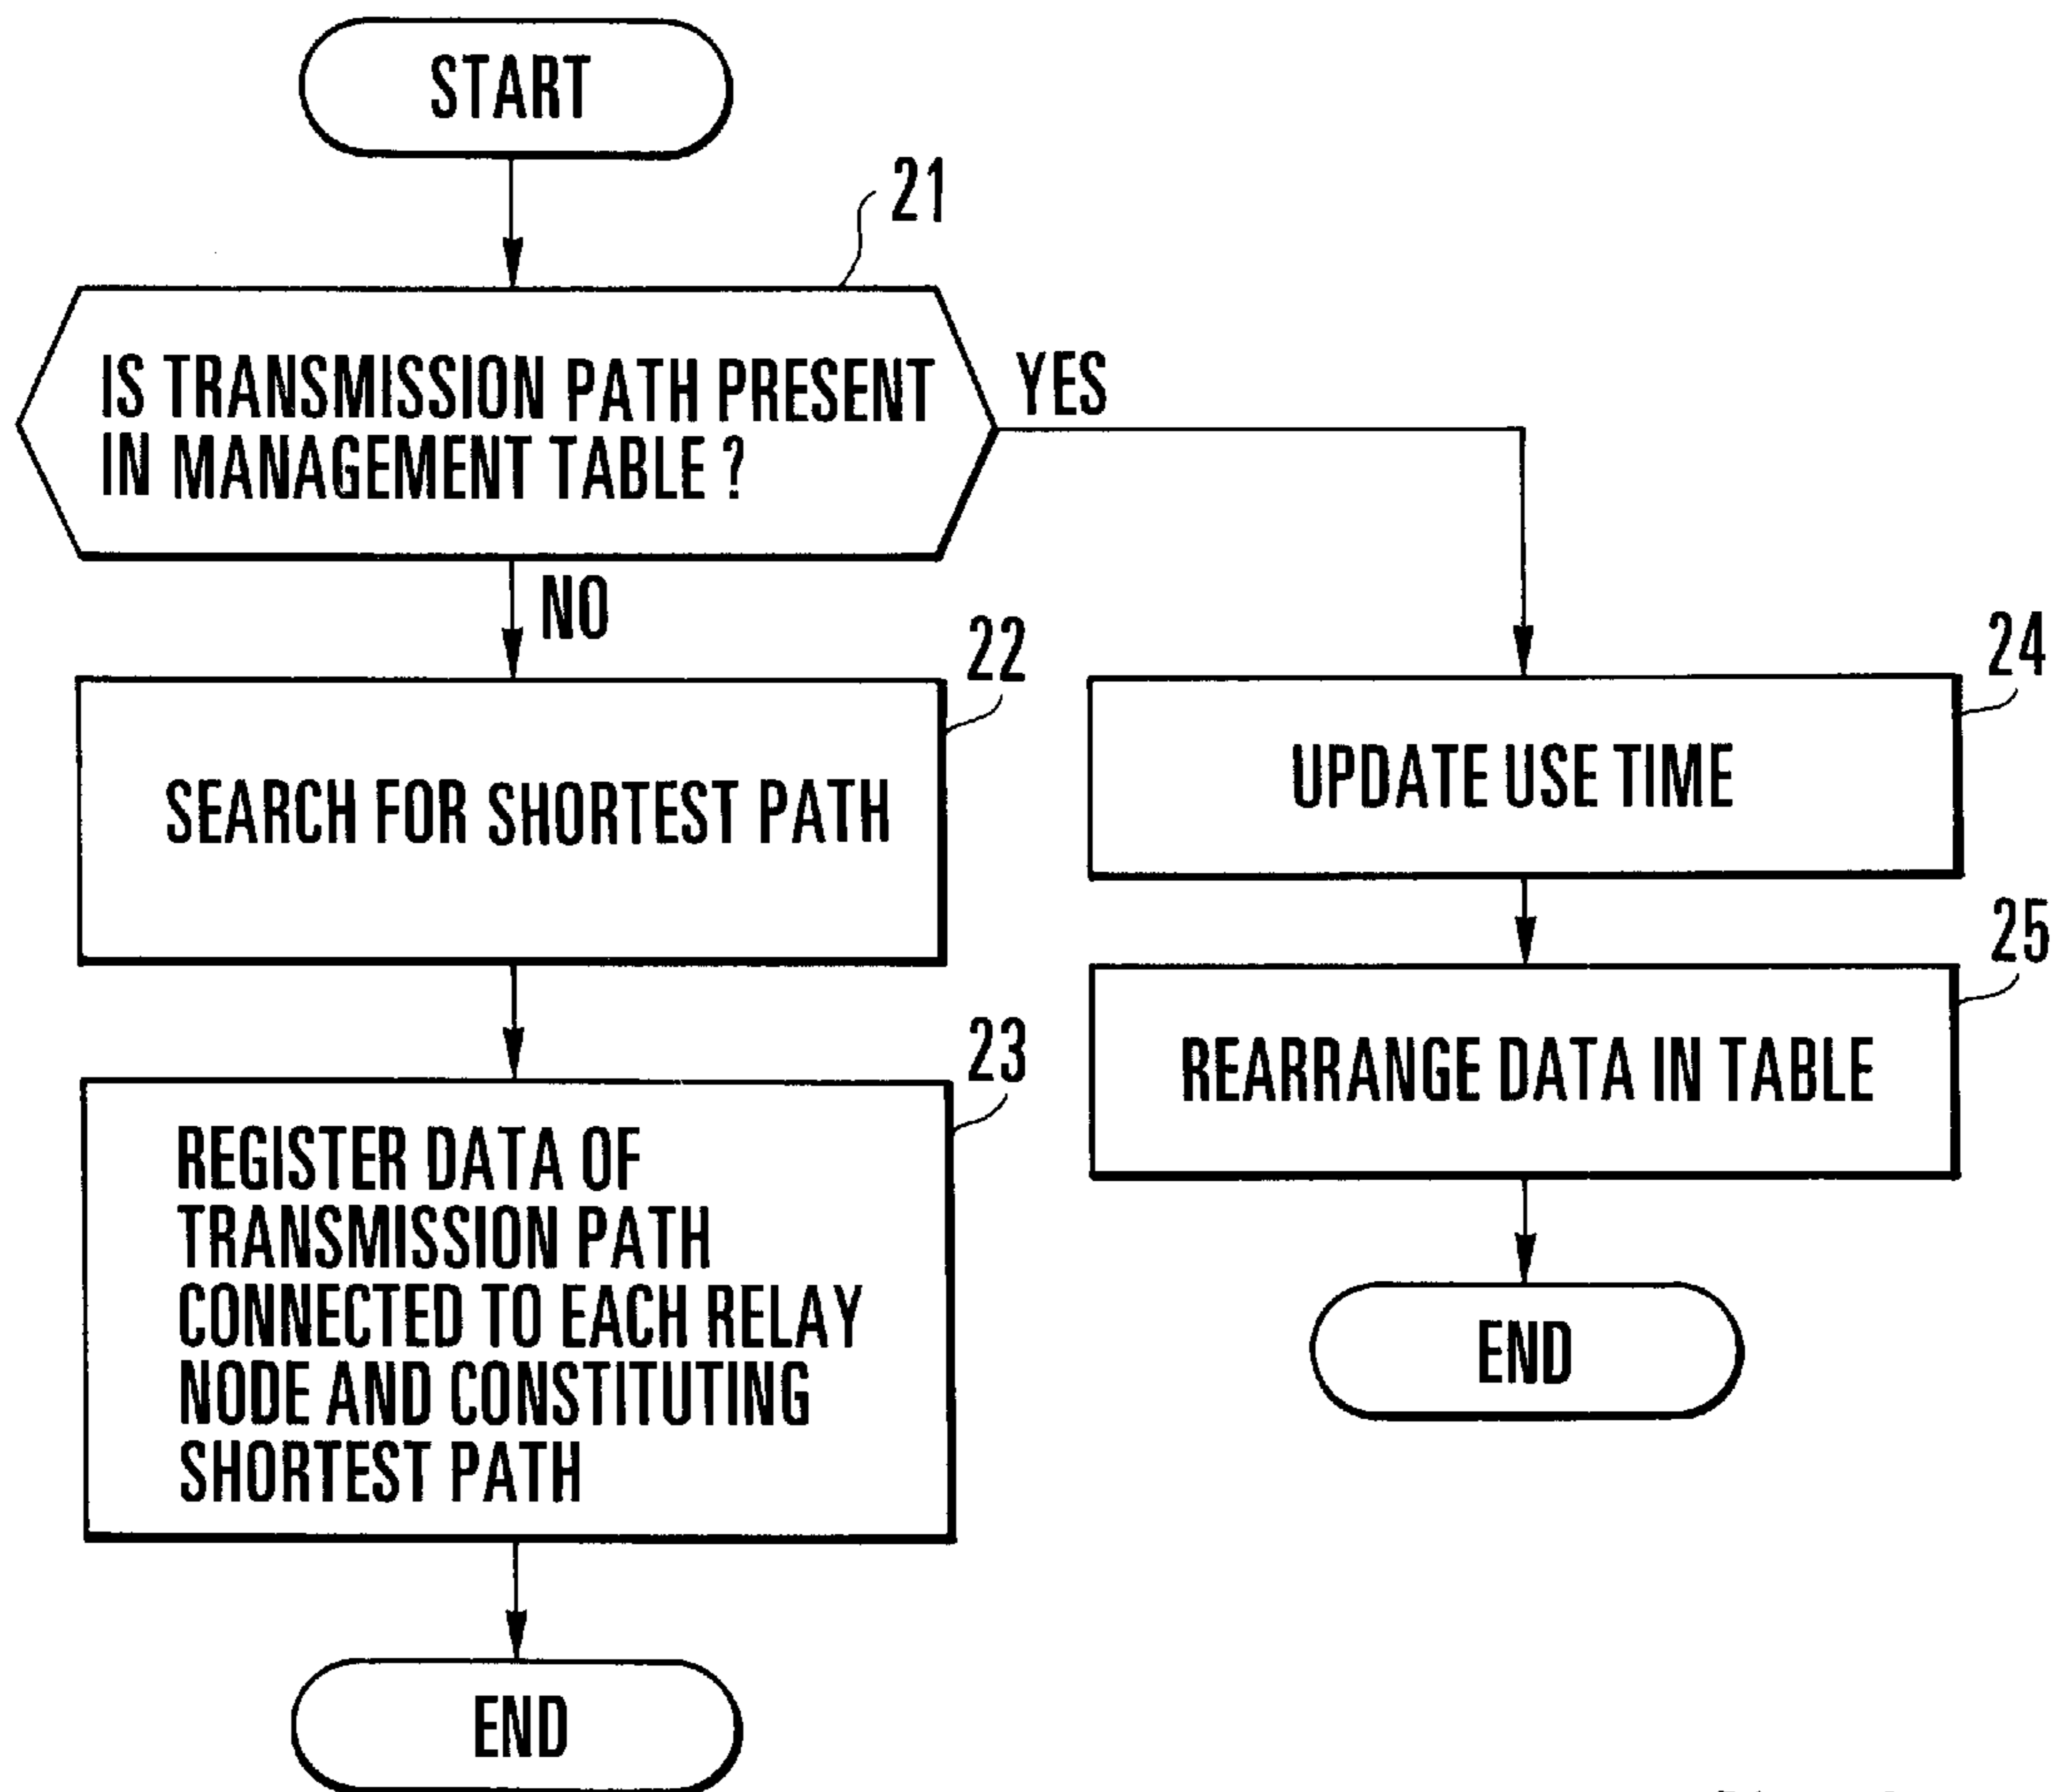 START
21
IS TRANSMISSION PATH PRESENT
IN MANAGEMENT TABLE ?
YES
NO
22
SEARCH FOR SHORTEST PATH
23
REGISTER DATA OF
TRANSMISSION PATH
CONNECTED TO EACH RELAY
NODE AND CONSTITUTING
SHORTEST PATH
END
24
UPDATE USE TIME
25
REARRANGE DATA IN TABLE
END